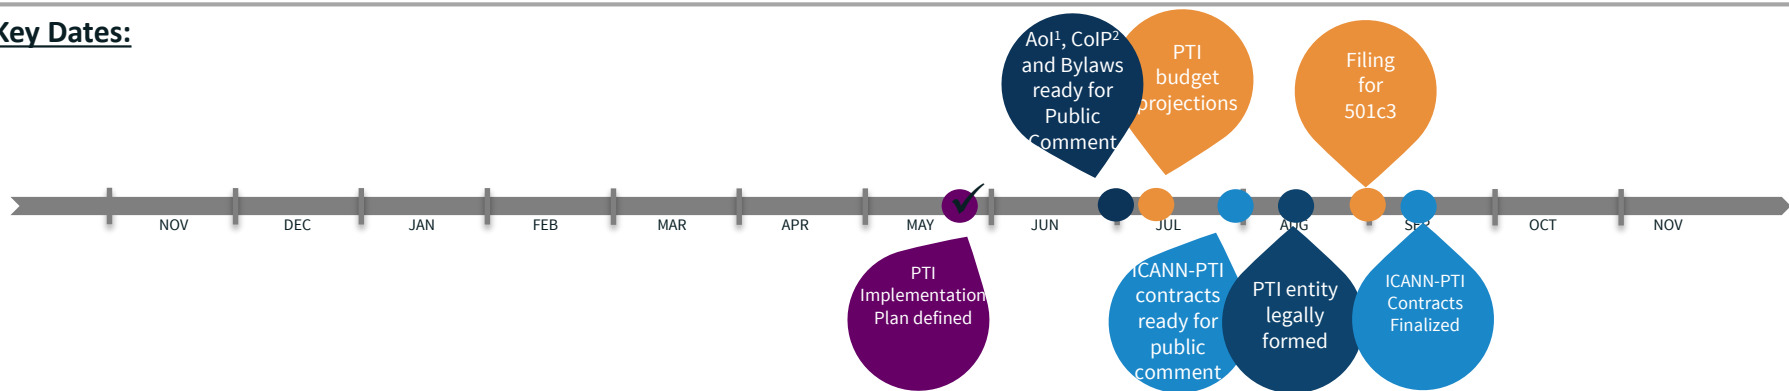 Key Dates:
AoI¹, CoIP²
and Bylaws
ready for
Public
Comment
PTI
budget
projections
Filing
for
501c3
NOV
DEC
JAN
FEB
MAR
APR
MAY
JUN
JUL
AUG
SEP
OCT
NOV
PTI
Implementation
Plan defined
ICANN-PTI
contracts
ready for
public
comment
PTI entity
legally
formed
ICANN-PTI
Contracts
Finalized